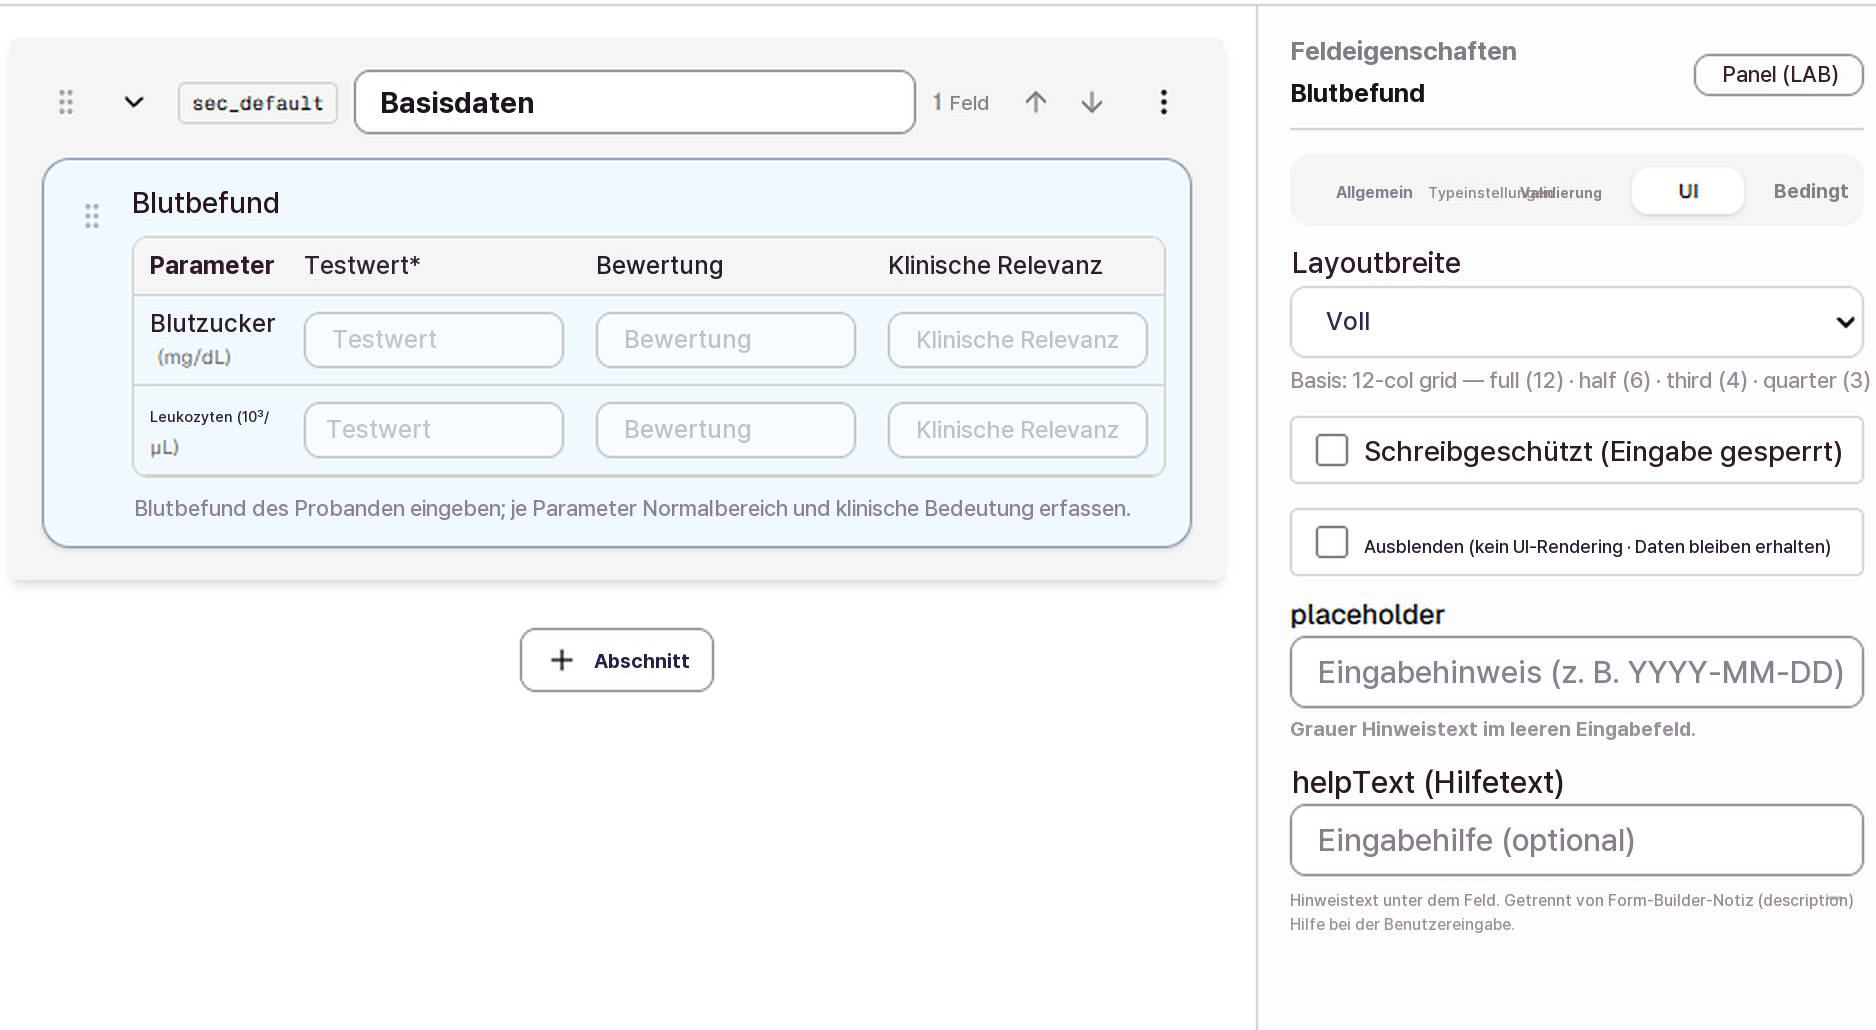 sec_default
Basisdaten
1 Feld
Blutbefund
Parameter Testwert* Bewertung Klinische Relevanz
Blutzucker
(mg/dL)
Testwert Bewertung Klinische Relevanz
Leukozyten (10³/
µL)
Testwert Bewertung Klinische Relevanz
Blutbefund des Probanden eingeben; je Parameter Normalbereich und klinische Bedeutung erfassen.
+ Abschnitt
Feldeigenschaften
Blutbefund
Panel (LAB)
Allgemein Typeinstellungen Validierung UI Bedingt
Layoutbreite
Voll
Basis: 12-col grid — full (12) · half (6) · third (4) · quarter (3)
Schreibgeschützt (Eingabe gesperrt)
Ausblenden (kein UI-Rendering · Daten bleiben erhalten)
placeholder
Eingabehinweis (z. B. YYYY-MM-DD)
Grauer Hinweistext im leeren Eingabefeld.
helpText (Hilfetext)
Eingabehilfe (optional)
Hinweistext unter dem Feld. Getrennt von Form-Builder-Notiz (description)
Hilfe bei der Benutzereingabe.